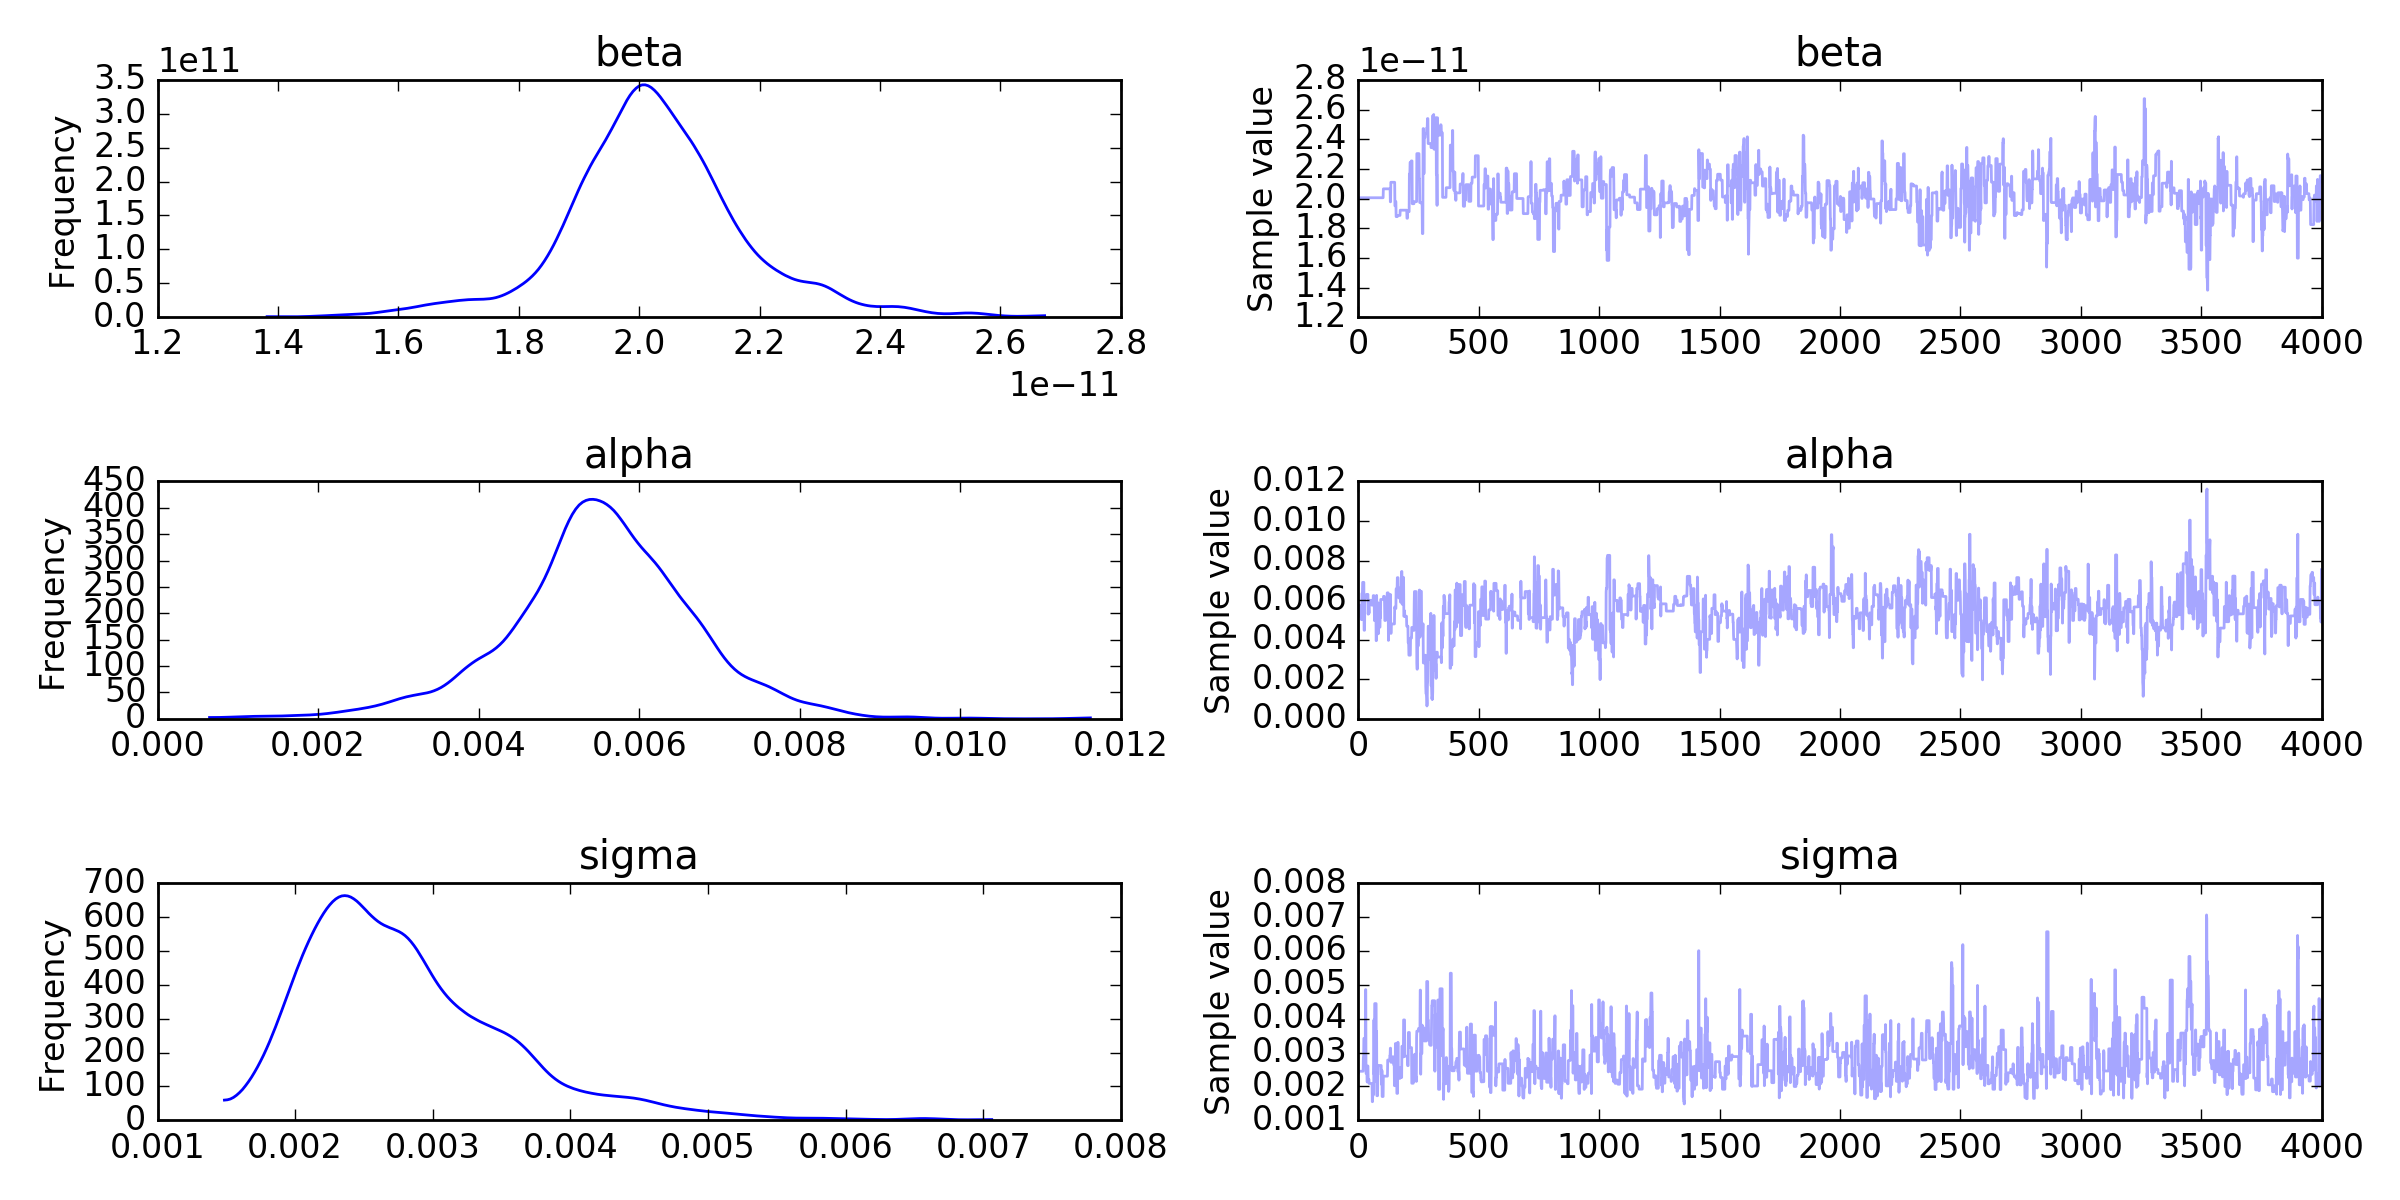 beta
1e11
Frequency
3.5
3.0
2.5
2.0
1.5
1.0
0.5
0.0
1.2 1.4 1.6 1.8 2.0 2.2 2.4 2.6 2.8
1e−11
beta
1e−11
Sample value
2.8
2.6
2.4
2.2
2.0
1.8
1.6
1.4
1.2
0 500 1000 1500 2000 2500 3000 3500 4000
alpha
Frequency
450
400
350
300
250
200
150
100
50
0
0.000 0.002 0.004 0.006 0.008 0.010 0.012
alpha
Sample value
0.012
0.010
0.008
0.006
0.004
0.002
0.000
0 500 1000 1500 2000 2500 3000 3500 4000
sigma
Frequency
700
600
500
400
300
200
100
0
0.001 0.002 0.003 0.004 0.005 0.006 0.007 0.008
sigma
Sample value
0.008
0.007
0.006
0.005
0.004
0.003
0.002
0.001
0 500 1000 1500 2000 2500 3000 3500 4000